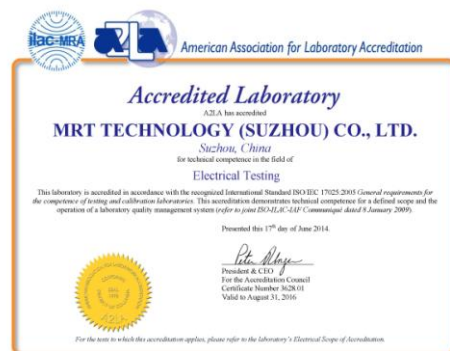 ilac-MRA
A2LA
American Association for Laboratory Accreditation
Accredited Laboratory
A2LA has accredited
MRT TECHNOLOGY (SUZHOU) CO., LTD.
Suzhou, China
for technical competence in the field of
Electrical Testing
This laboratory is accredited in accordance with the recognized International Standard ISO/IEC 17025:2005 General requirements for
the competence of testing and calibration laboratories. This accreditation demonstrates technical competence for a defined scope and the
operation of a laboratory quality management system (refer to joint ISO-ILAC-IAF Communiqué dated 8 January 2009).
Presented this 17th day of June 2014.
President & CEO
For the Accreditation Council
Certificate Number 3628.01
Valid to August 31, 2016
A2LA
For the tests to which this accreditation applies, please refer to the laboratory's Electrical Scope of Accreditation.